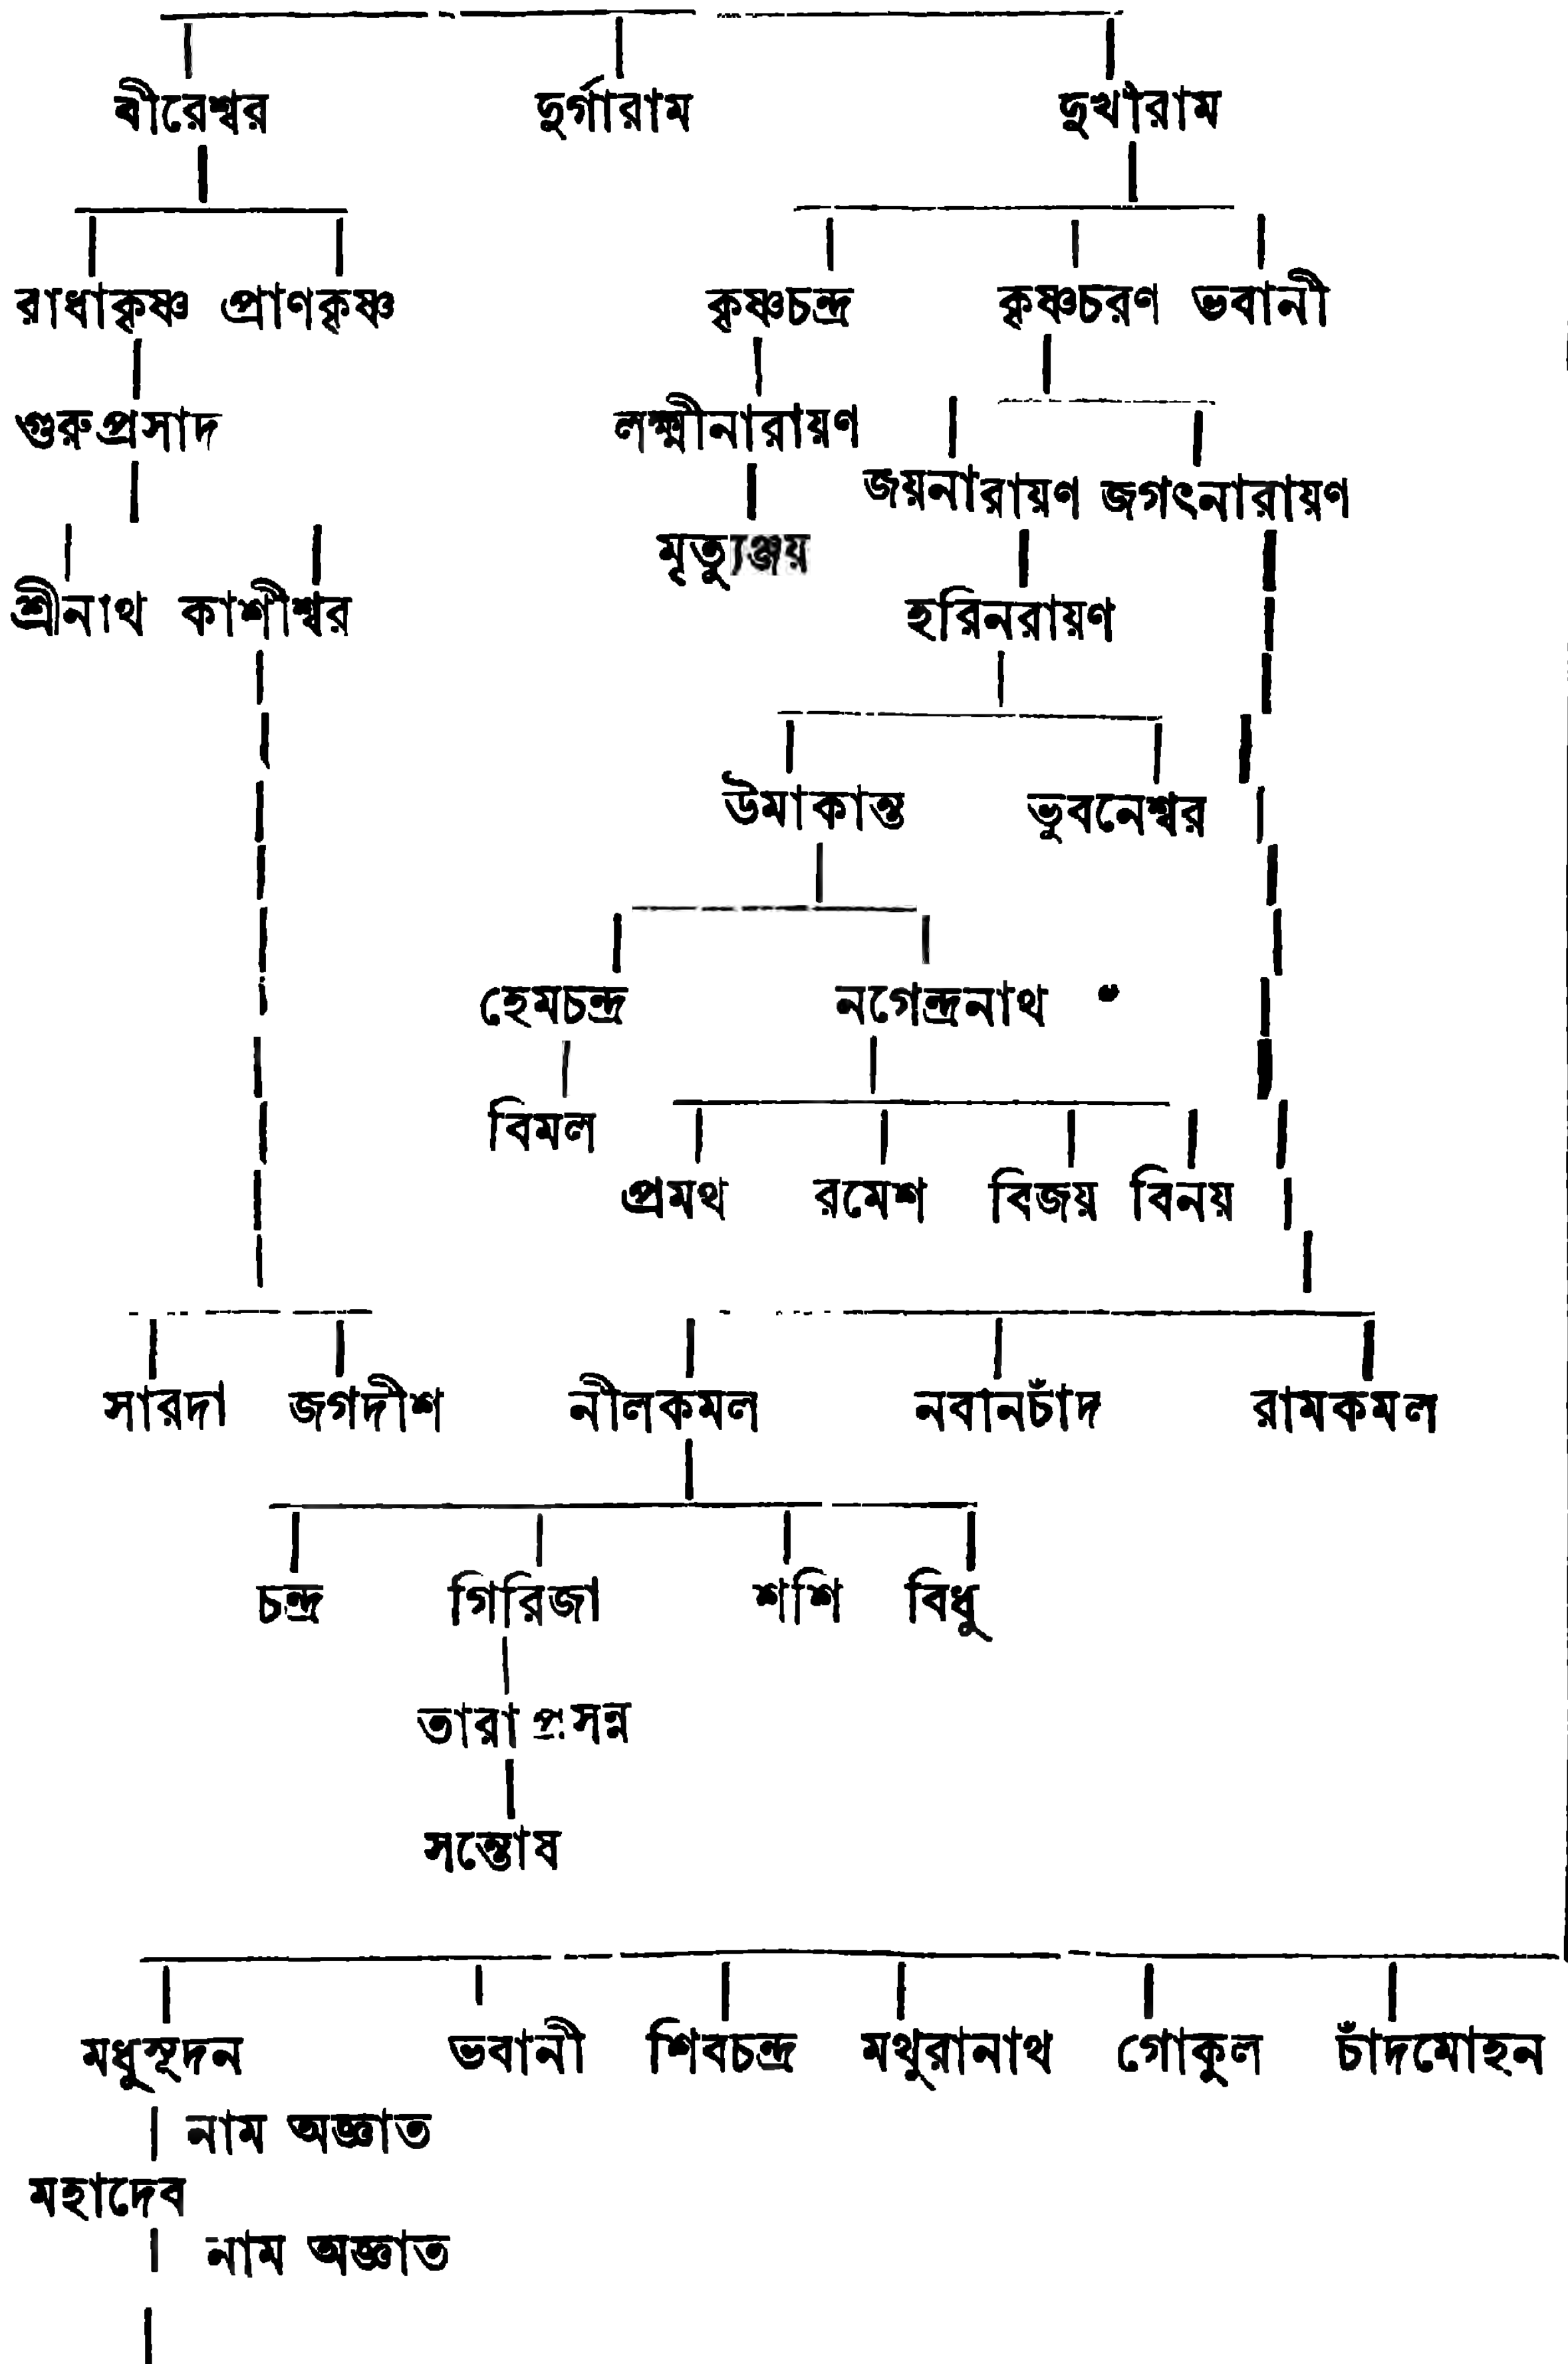 বীরেশ্বর দুর্গারাম দুখীরাম
রাধাকৃষ্ণ প্রাণকৃষ্ণ কৃষ্ণচন্দ্র কৃষ্ণচরণ ভবানী
গুরুপ্রসাদ লক্ষ্মীনারায়ণ
জয়নারায়ণ জগৎনারায়ণ
মৃত্যুঞ্জয়
শ্রীনাথ কাশীশ্বর হরিনরায়ণ
উমাকান্ত ভুবনেশ্বর
হেমচন্দ্র নগেন্দ্রনাথ
বিমল
প্রমথ রমেশ বিজয় বিনয়
সারদা জগদীশ নীলকমল নবানচাঁদ রামকমল
চন্দ্র গিরিজা শশি বিধু
তারাপ্রসন্ন
সন্তোষ
মধুসূদন ভবানী শিবচন্দ্র মথুরানাথ গোকুল চাঁদমোহন
নাম অজ্ঞাত
মহাদেব
নাম অজ্ঞাত